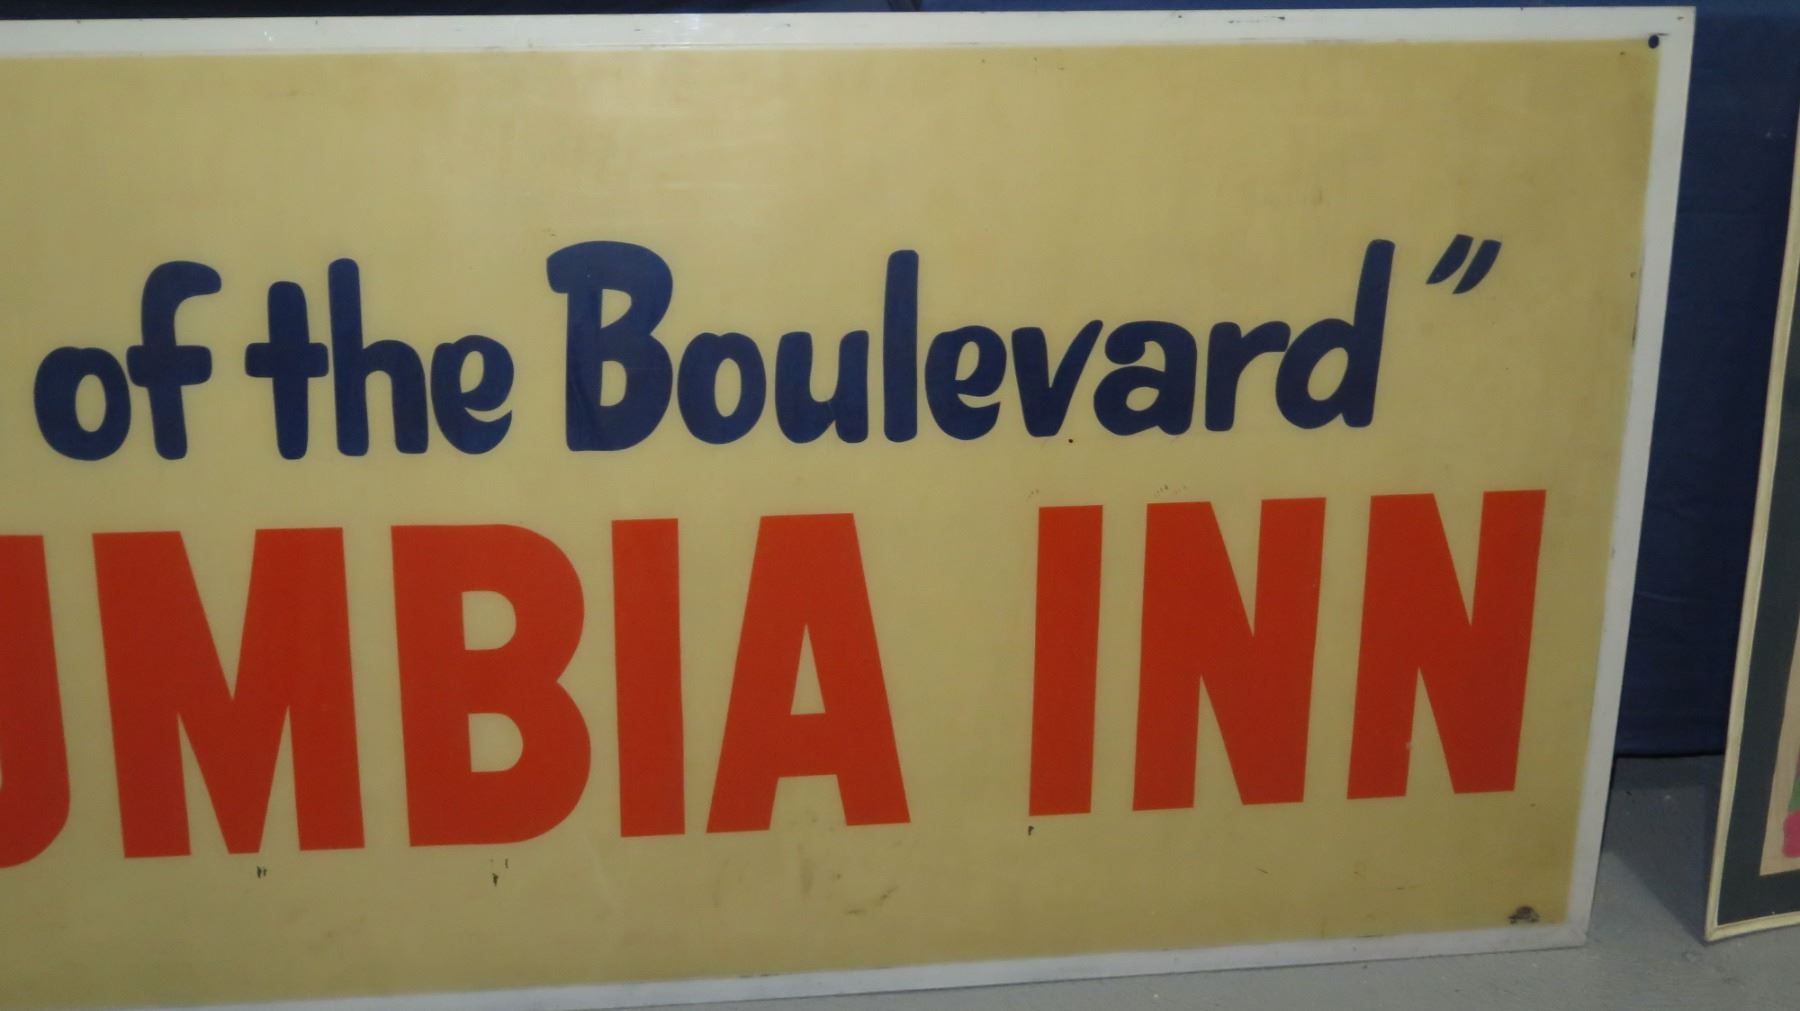 of the Boulevard"
UMBIA INN